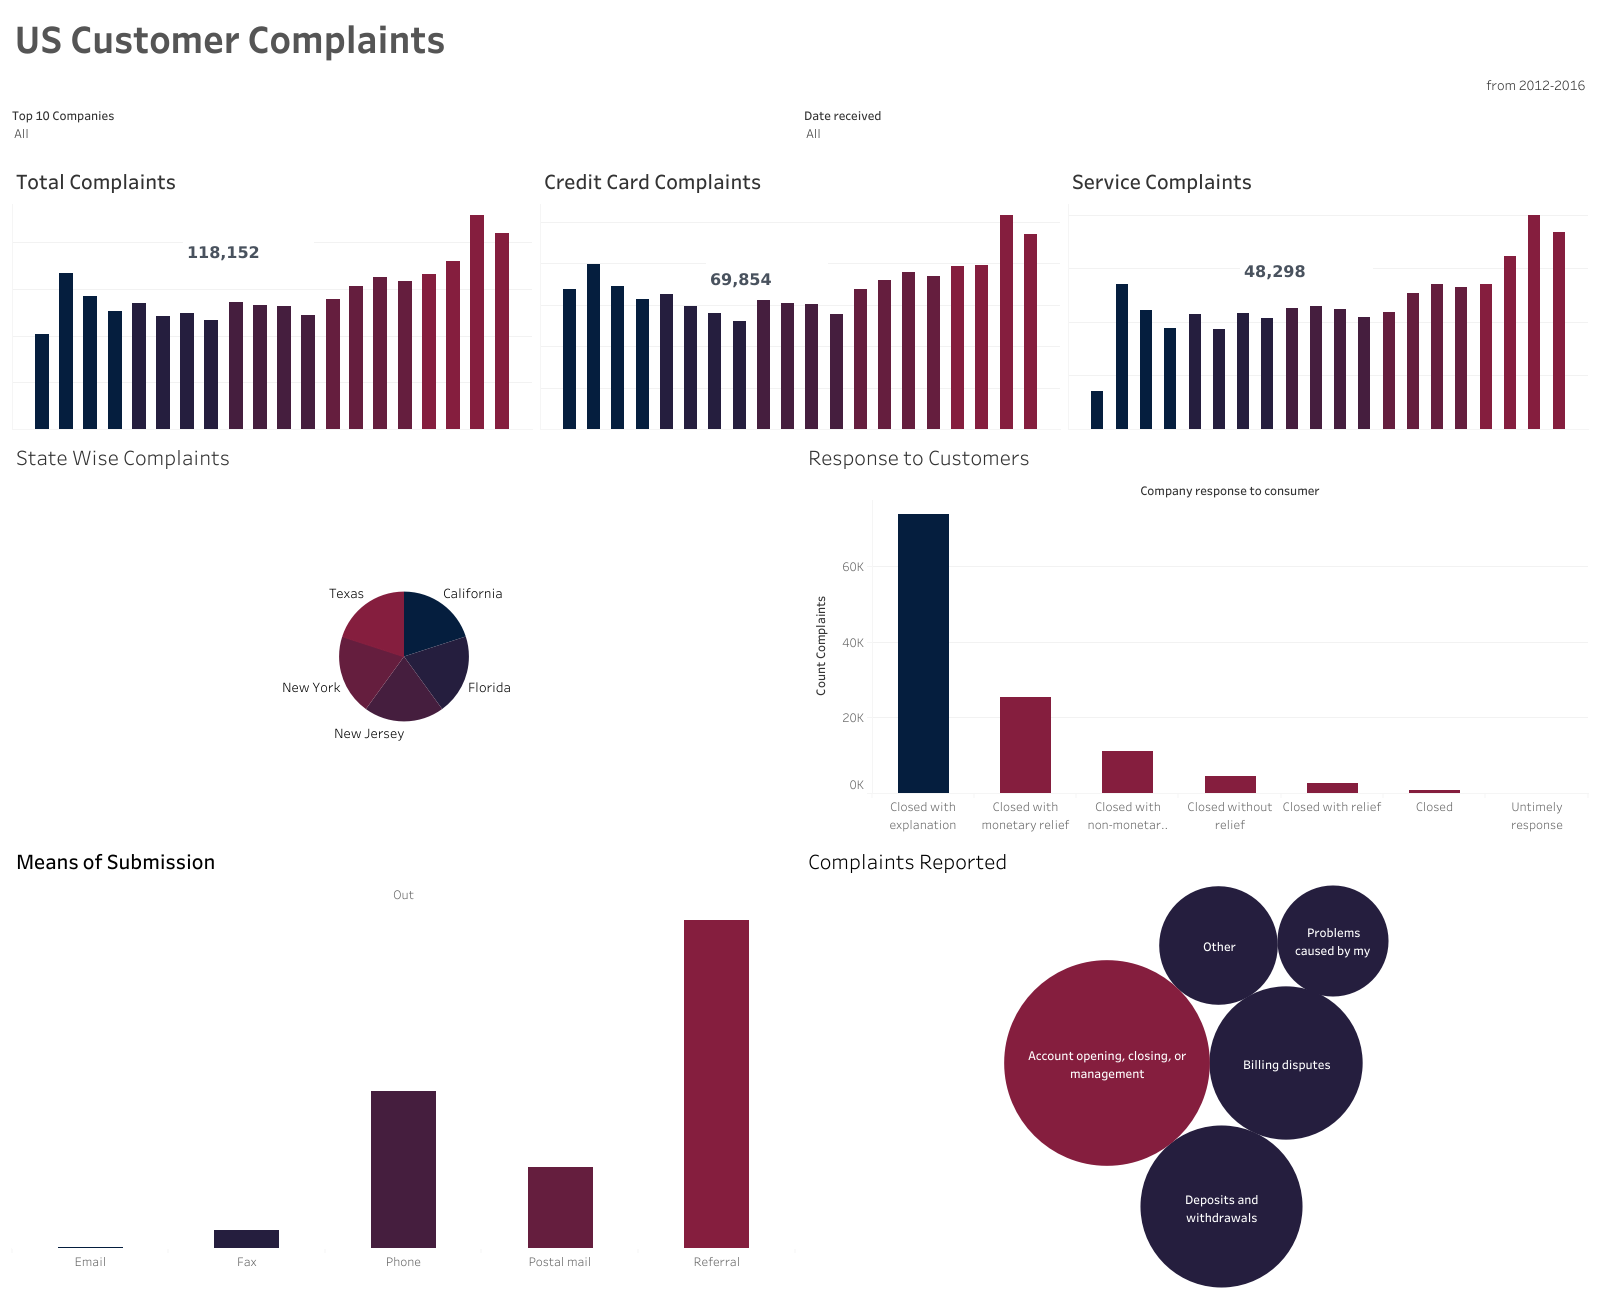 US Customer Complaints
from 2012-2016
Top 10 Companies
All
Date received
All
Total Complaints
118,152
Credit Card Complaints
69,854
Service Complaints
48,298
State Wise Complaints
Texas
California
New York
Florida
New Jersey
Response to Customers
Company response to consumer
Count Complaints
60K
40K
20K
0K
Closed with
explanation
Closed with
monetary relief
Closed with
non-monetar..
Closed without
relief
Closed with relief
Closed
Untimely
response
Means of Submission
Out
Email
Fax
Phone
Postal mail
Referral
Complaints Reported
Other
Problems
caused by my
Account opening, closing, or
management
Billing disputes
Deposits and
withdrawals